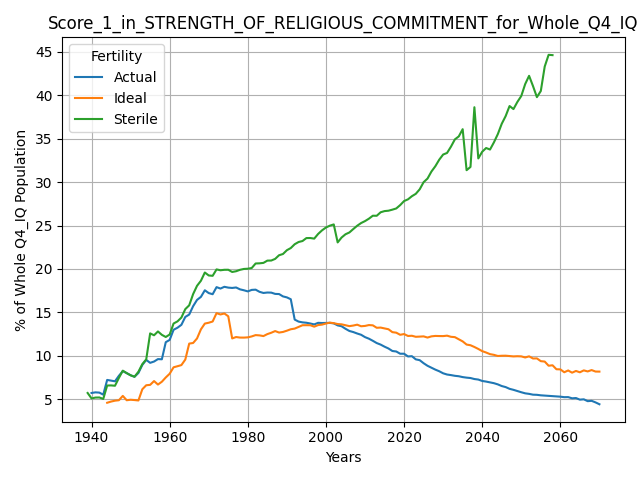 Score_1_in_STRENGTH_OF_RELIGIOUS_COMMITMENT_for_Whole_Q4_IQ
Fertility
Actual
Ideal
Sterile
% of Whole Q4_IQ Population
45
40
35
30
25
20
15
10
5
1940 1960 1980 2000 2020 2040 2060
Years